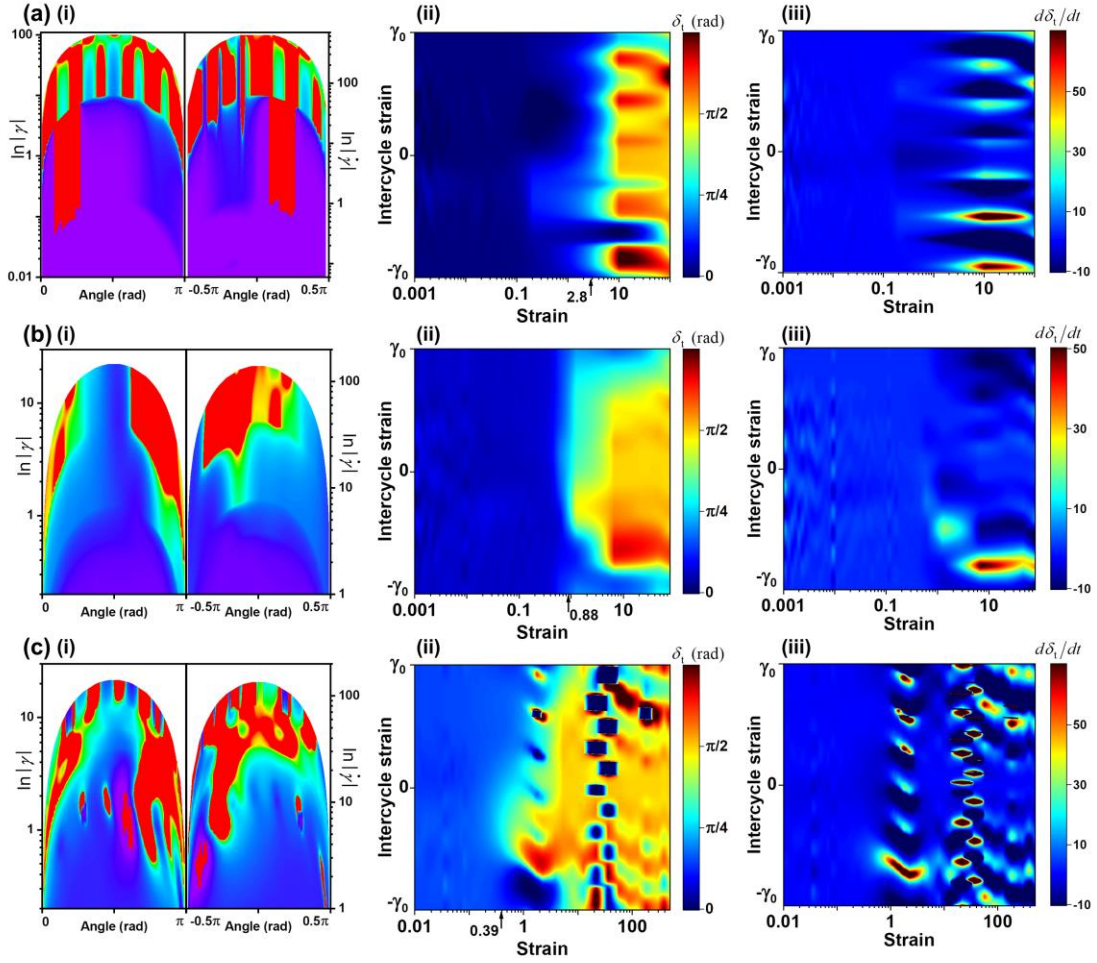 (a) (i)
ln |γ|
100
10
1
0.1
0.01
100
1
ln |γ̇|
0
Angle (rad)
π
-0.5π
Angle (rad)
0.5π
(ii)
δt (rad)
Intercycle strain
γ0
0
-γ0
0.001
0.1
2.8
10
Strain
π/2
π/4
0
(iii)
dδt/dt
Intercycle strain
γ0
0
-γ0
0.001
0.1
10
Strain
50
30
10
-10
(b) (i)
ln |γ|
10
1
100
10
1
ln |γ̇|
0
Angle (rad)
π
-0.5π
Angle (rad)
0.5π
(ii)
δt (rad)
Intercycle strain
γ0
0
-γ0
0.001
0.1
0.88
10
Strain
π/2
π/4
0
(iii)
dδt/dt
Intercycle strain
γ0
0
-γ0
0.001
0.1
10
Strain
50
30
10
-10
(c) (i)
ln |γ|
10
1
100
10
1
ln |γ̇|
0
Angle (rad)
π
-0.5π
Angle (rad)
0.5π
(ii)
δt (rad)
Intercycle strain
γ0
0
-γ0
0.01
0.39
1
100
Strain
π/2
π/4
0
(iii)
dδt/dt
Intercycle strain
γ0
0
-γ0
0.01
1
100
Strain
50
30
10
-10